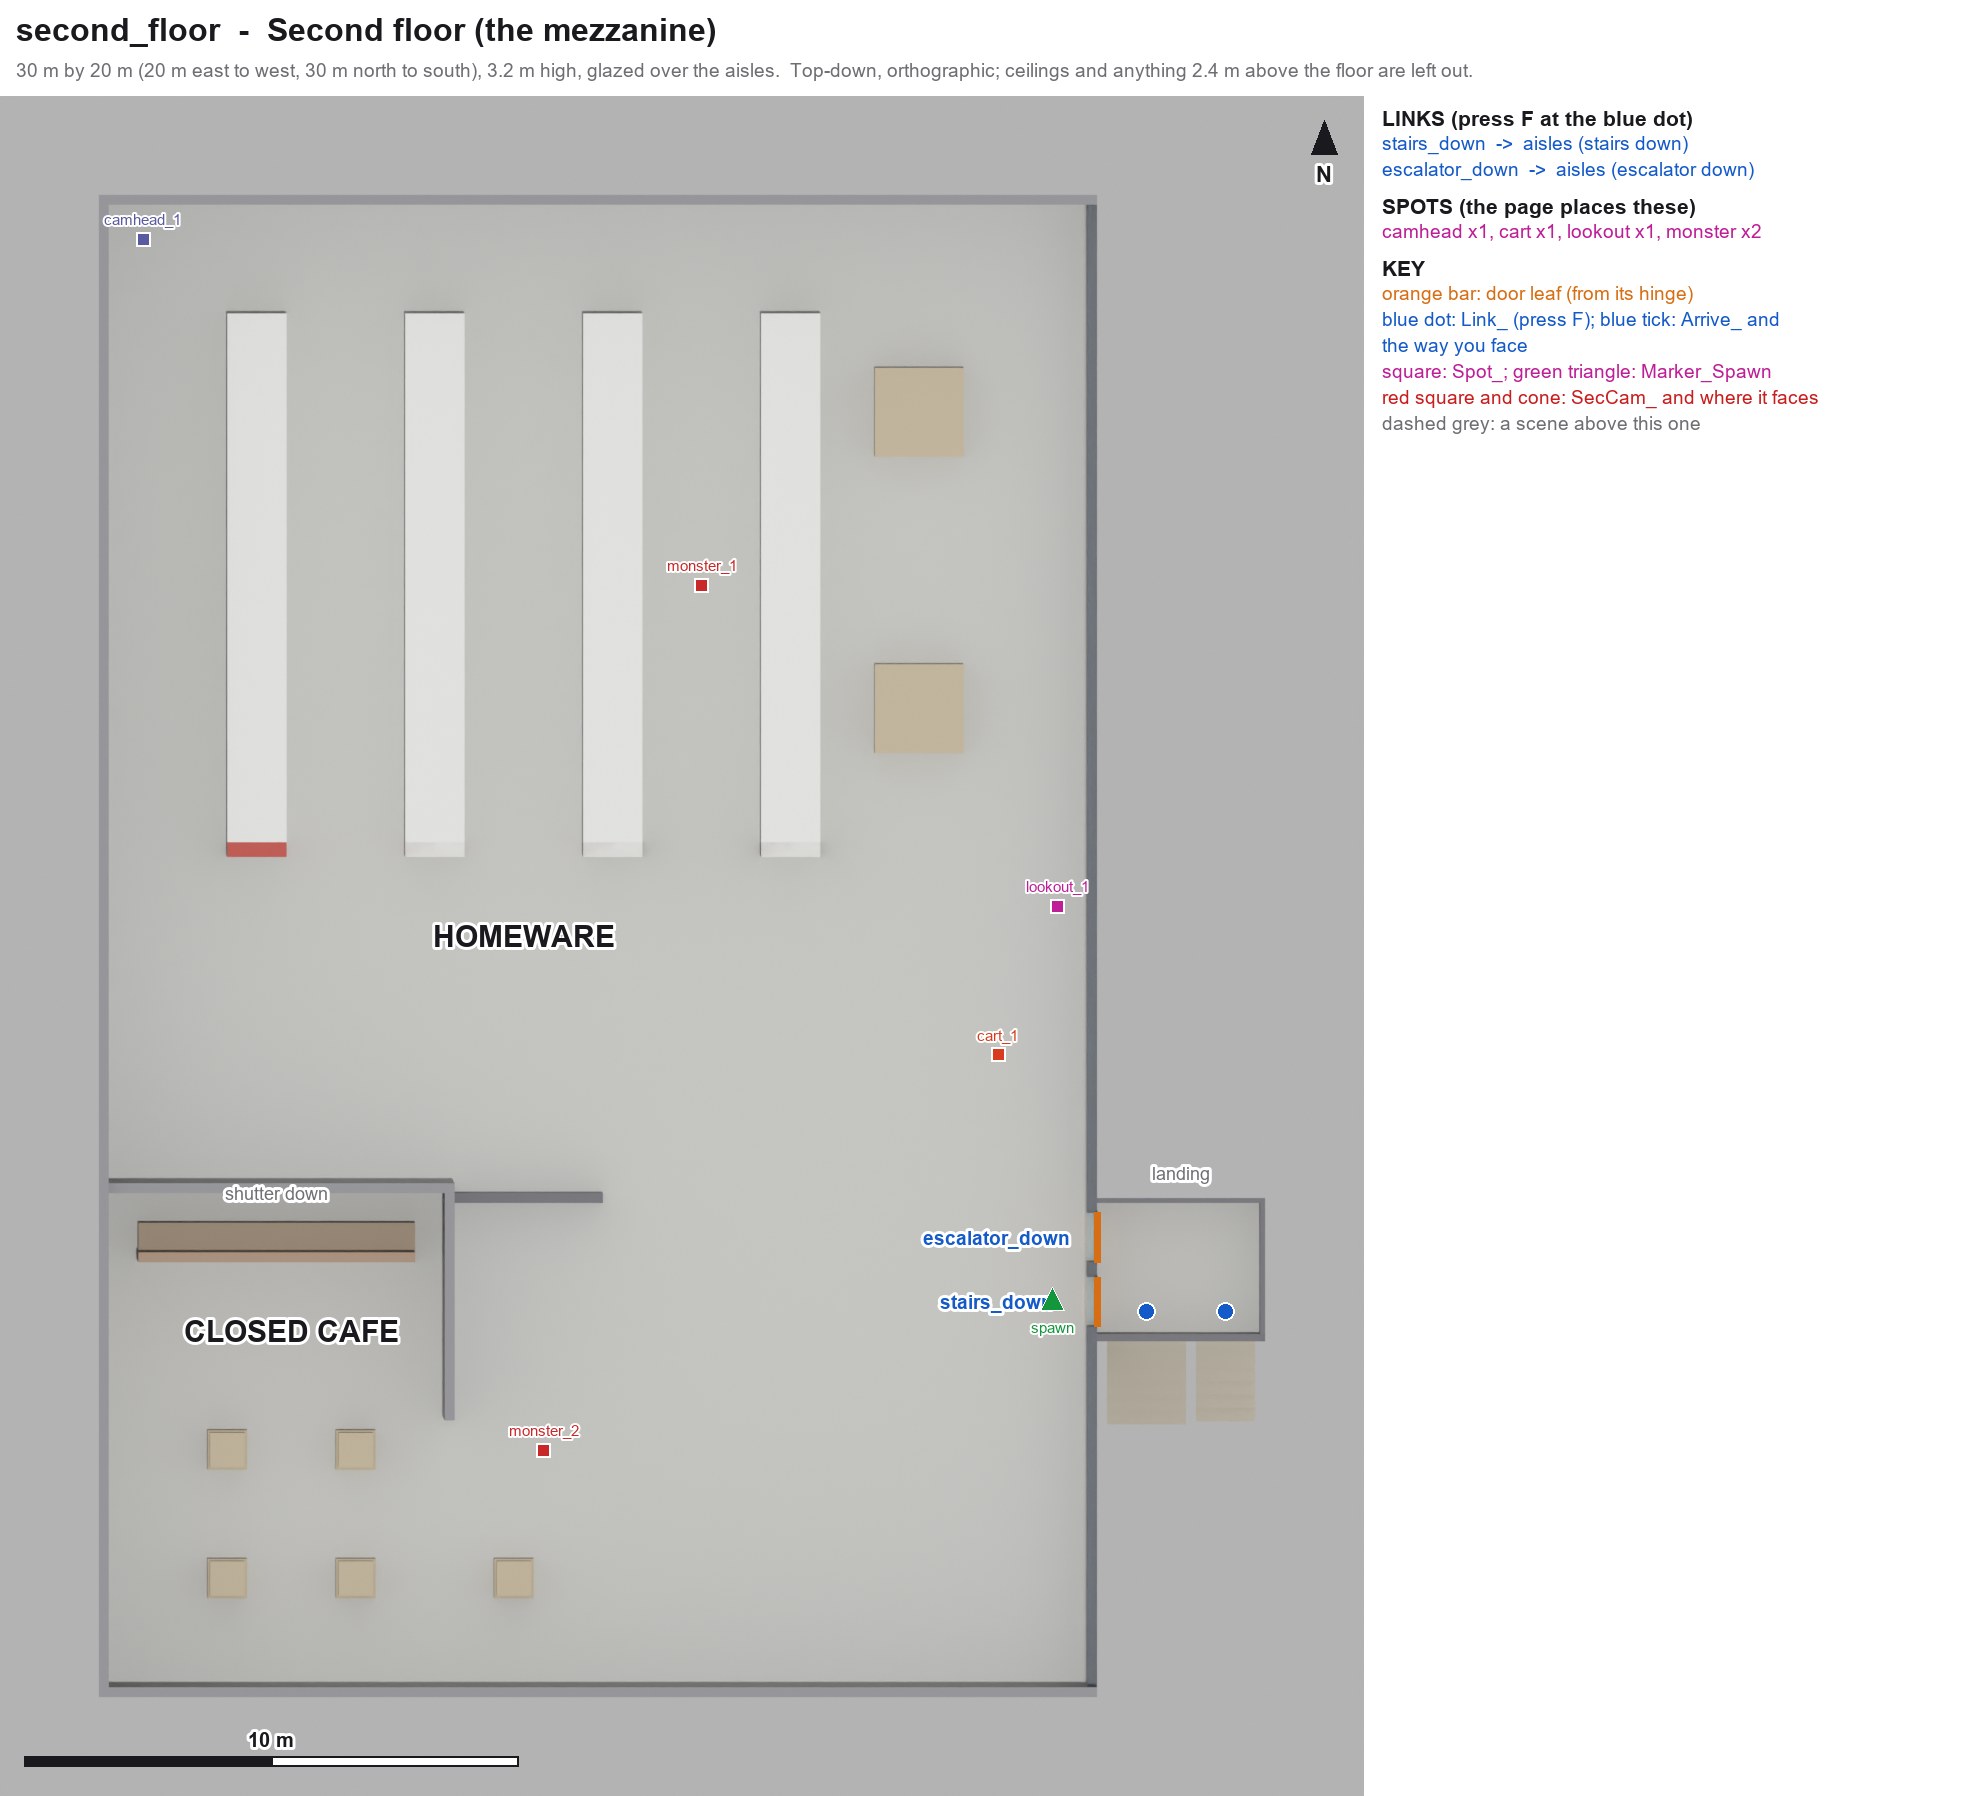 second_floor - Second floor (the mezzanine)
30 m by 20 m (20 m east to west, 30 m north to south), 3.2 m high, glazed over the aisles. Top-down, orthographic; ceilings and anything 2.4 m above the floor are left out.
LINKS (press F at the blue dot)
stairs_down -> aisles (stairs down)
escalator_down -> aisles (escalator down)
SPOTS (the page places these)
camhead x1, cart x1, lookout x1, monster x2
KEY
orange bar: door leaf (from its hinge)
blue dot: Link_ (press F); blue tick: Arrive_ and
the way you face
square: Spot_; green triangle: Marker_Spawn
red square and cone: SecCam_ and where it faces
dashed grey: a scene above this one
N
camhead_1
monster_1
lookout_1
HOMEWARE
cart_1
landing
shutter down
escalator_down
stairs_down
spawn
CLOSED CAFE
monster_2
10 m